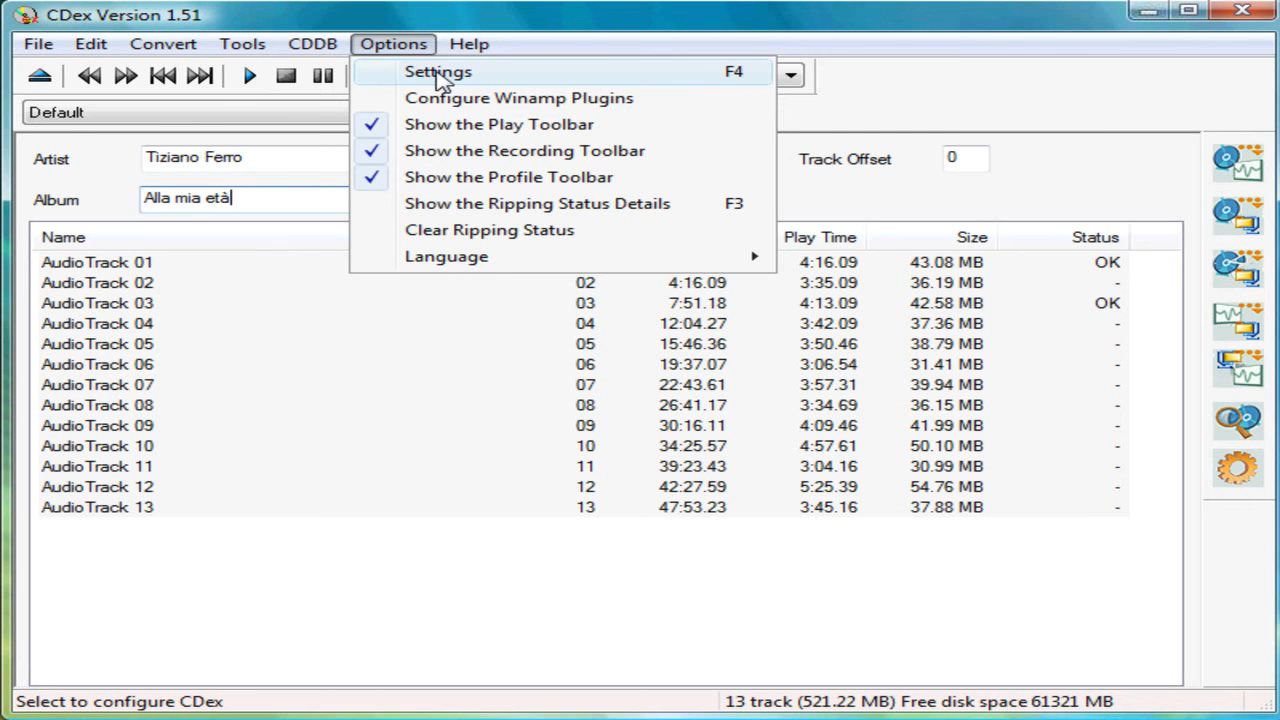 CDex Version 1.51
File Edit Convert Tools CDDB Options Help
Settings F4
Configure Winamp Plugins
Show the Play Toolbar
Show the Recording Toolbar
Show the Profile Toolbar
Show the Ripping Status Details F3
Clear Ripping Status
Language
Default
Artist Tiziano Ferro Track Offset 0
Album Alla mia età
Name Play Time Size Status
AudioTrack 01 4:16.09 43.08 MB OK
AudioTrack 02 02 4:16.09 3:35.09 36.19 MB -
AudioTrack 03 03 7:51.18 4:13.09 42.58 MB OK
AudioTrack 04 04 12:04.27 3:42.09 37.36 MB -
AudioTrack 05 05 15:46.36 3:50.46 38.79 MB -
AudioTrack 06 06 19:37.07 3:06.54 31.41 MB -
AudioTrack 07 07 22:43.61 3:57.31 39.94 MB -
AudioTrack 08 08 26:41.17 3:34.69 36.15 MB -
AudioTrack 09 09 30:16.11 4:09.46 41.99 MB -
AudioTrack 10 10 34:25.57 4:57.61 50.10 MB -
AudioTrack 11 11 39:23.43 3:04.16 30.99 MB -
AudioTrack 12 12 42:27.59 5:25.39 54.76 MB -
AudioTrack 13 13 47:53.23 3:45.16 37.88 MB -
Select to configure CDex 13 track (521.22 MB) Free disk space 61321 MB